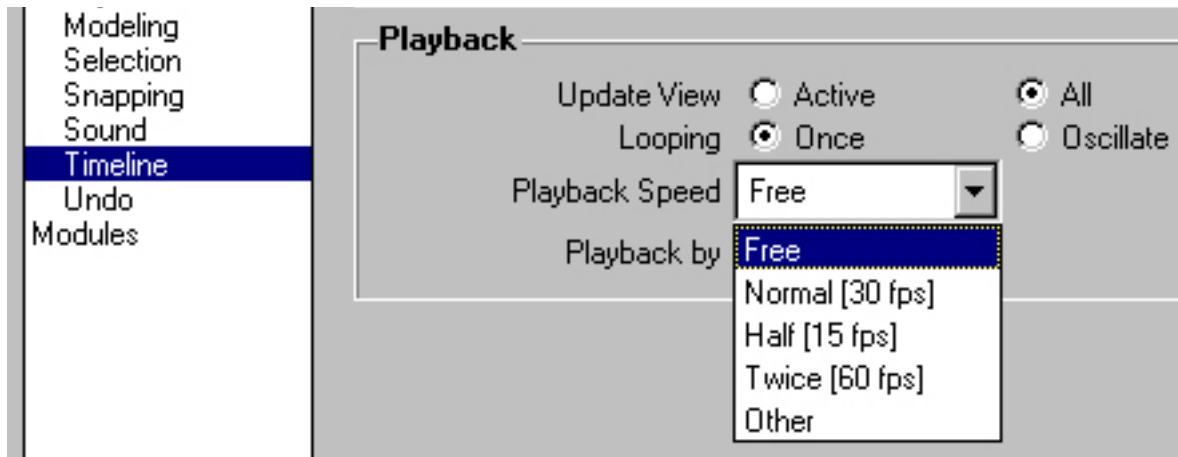 Modeling
Selection
Snapping
Sound
Timeline
Undo
Modules
Playback
Update View Active All
Looping Once Oscillate
Playback Speed Free
Playback by
Free
Normal [30 fps]
Half [15 fps]
Twice [60 fps]
Other